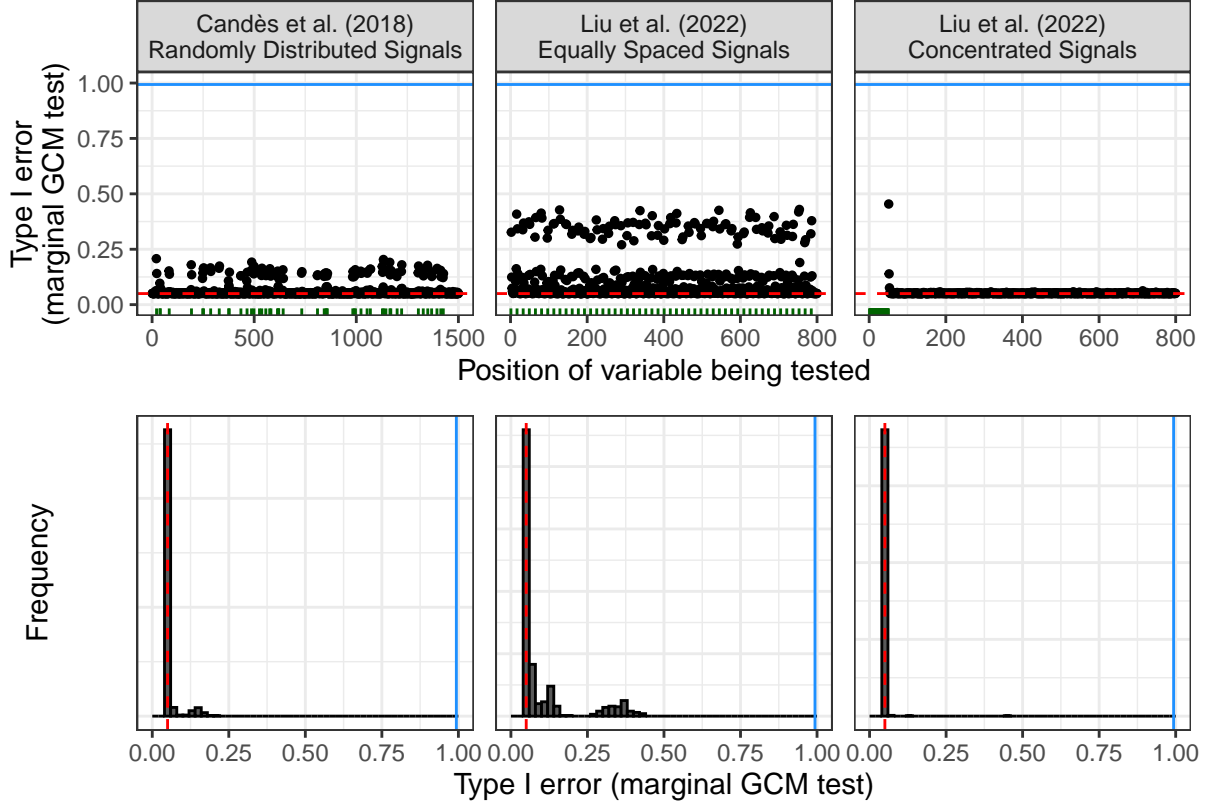 Candès et al. (2018)
Randomly Distributed Signals
Liu et al. (2022)
Equally Spaced Signals
Liu et al. (2022)
Concentrated Signals
Type I error
(marginal GCM test)
1.00
0.75
0.50
0.25
0.00
0 500 1000 1500
0 200 400 600 800
0 200 400 600 800
Position of variable being tested
Frequency
0.00 0.25 0.50 0.75 1.00
0.00 0.25 0.50 0.75 1.00
0.00 0.25 0.50 0.75 1.00
Type I error (marginal GCM test)